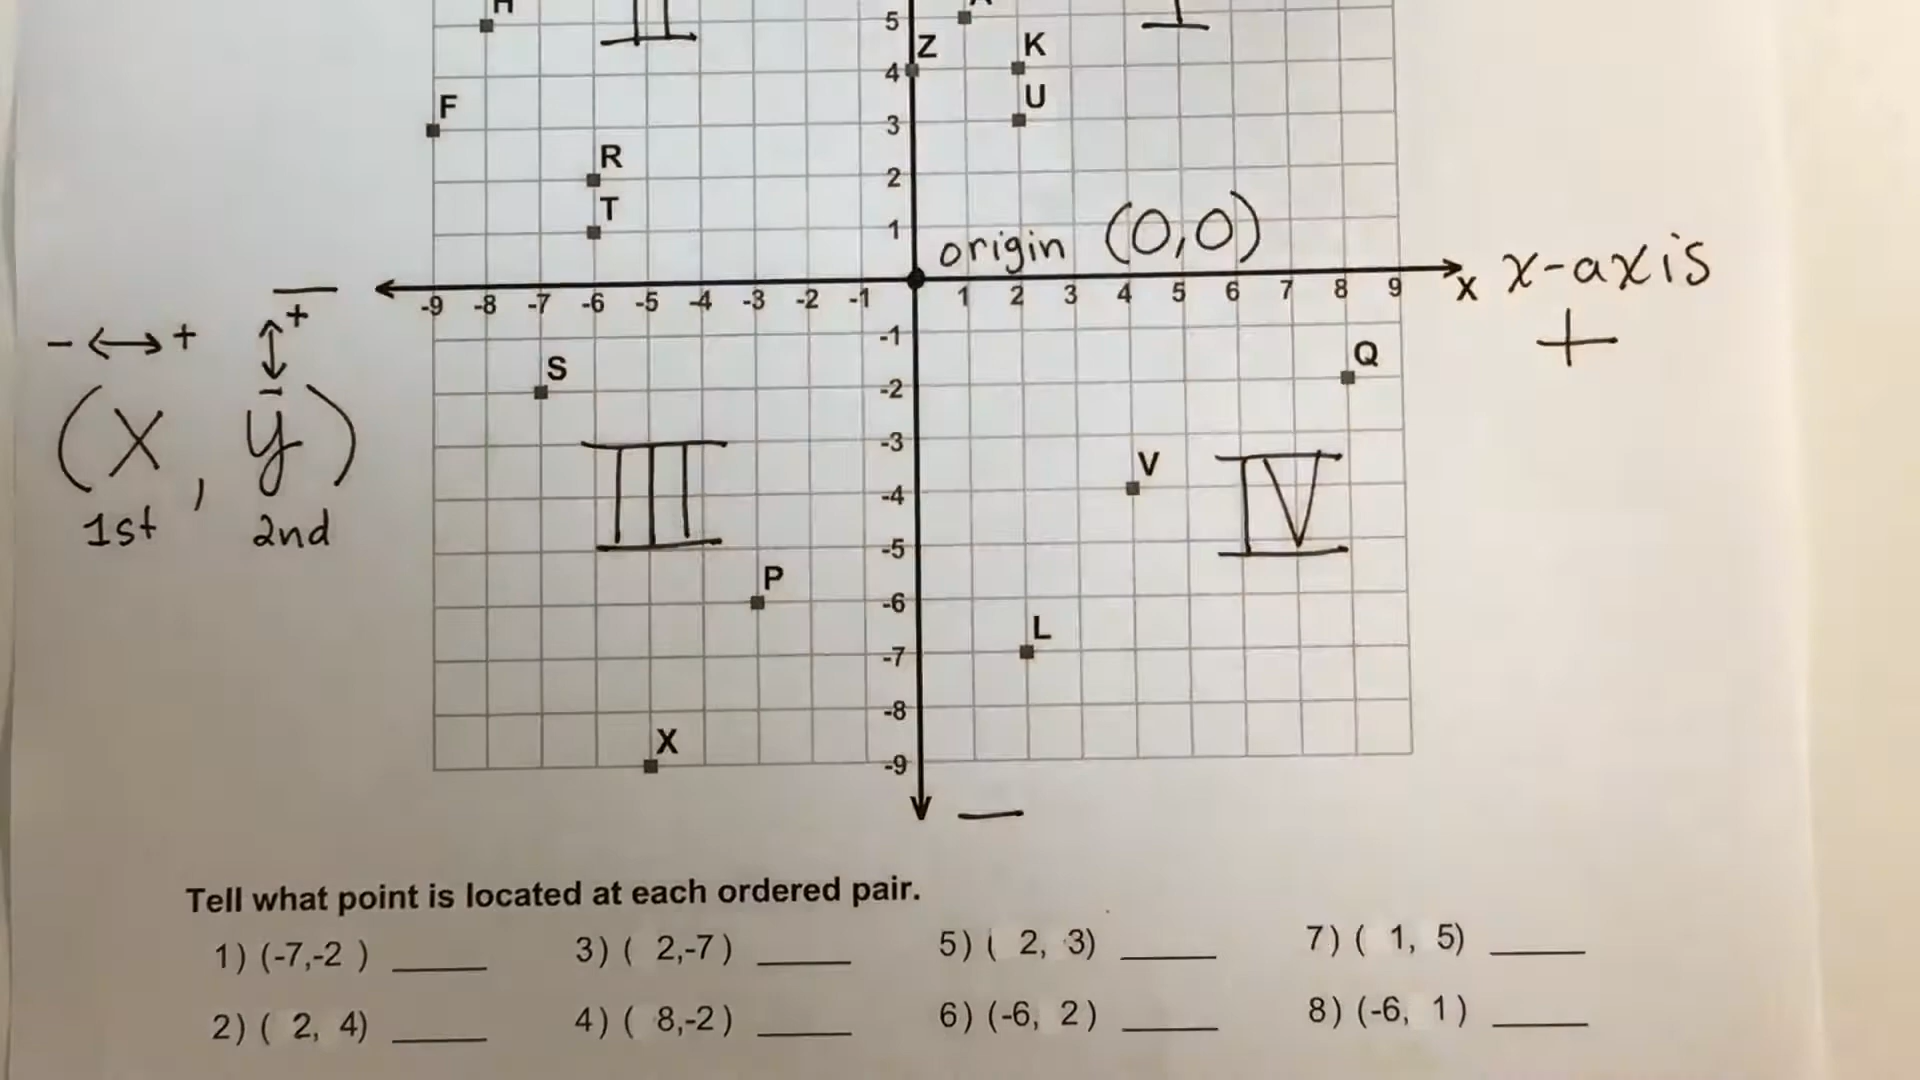 H II 5 I
Z K
4
F U
3
R
2
T
1
origin (0,0)
-9 -8 -7 -6 -5 -4 -3 -2 -1 1 2 3 4 5 6 7 8 9 x x-axis
- + + +
-1
S Q
-2
-
(x, y)
-3
III V IV
-4
1st 2nd
-5
P
-6
L
-7
-8
X
-9
-
Tell what point is located at each ordered pair.
1) (-7,-2 ) ____ 3) ( 2,-7 ) ____ 5) ( 2, 3) ____ 7) ( 1, 5) ____
2) ( 2, 4) ____ 4) ( 8,-2 ) ____ 6) (-6, 2 ) ____ 8) (-6, 1 ) ____